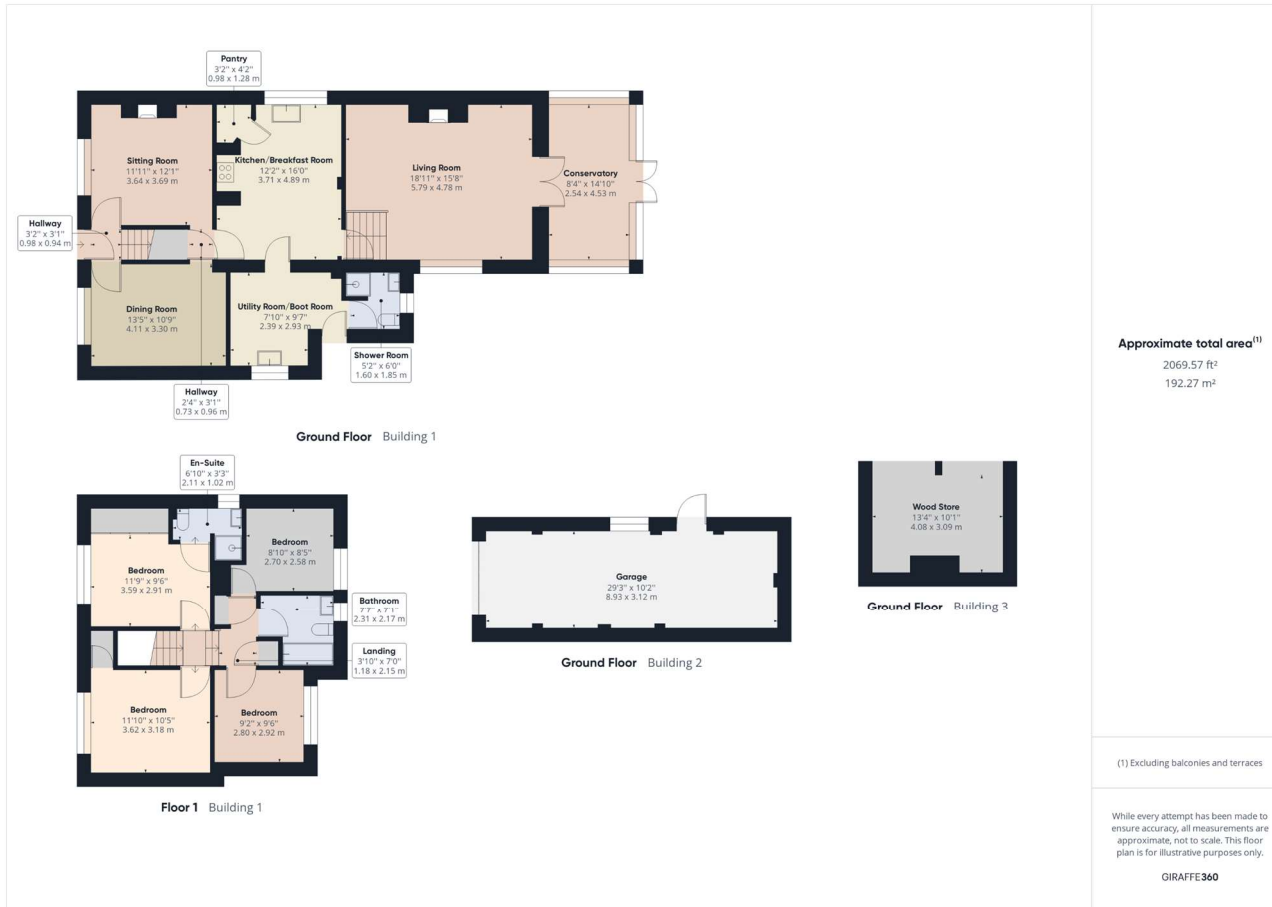 Pantry
3'2" x 4'2"
0.98 x 1.28 m
Sitting Room
11'11" x 12'1"
3.64 x 3.69 m
Kitchen/Breakfast Room
12'2" x 16'0"
3.71 x 4.89 m
Living Room
18'11" x 15'8"
5.79 x 4.78 m
Conservatory
8'4" x 14'10"
2.54 x 4.53 m
Hallway
3'2" x 3'1"
0.98 x 0.94 m
Dining Room
13'5" x 10'9"
4.11 x 3.30 m
Utility Room/Boot Room
7'10" x 9'7"
2.39 x 2.93 m
Shower Room
5'2" x 6'0"
1.60 x 1.85 m
Hallway
2'4" x 3'1"
0.73 x 0.96 m
Ground Floor Building 1
En-Suite
6'10" x 3'3"
2.11 x 1.02 m
Bedroom
11'9" x 9'6"
3.59 x 2.91 m
Bedroom
8'10" x 8'5"
2.70 x 2.58 m
Bathroom
7'7" x 7'1"
2.31 x 2.17 m
Landing
3'10" x 7'0"
1.18 x 2.15 m
Bedroom
11'10" x 10'5"
3.62 x 3.18 m
Bedroom
9'2" x 9'6"
2.80 x 2.92 m
Floor 1 Building 1
Garage
29'3" x 10'2"
8.93 x 3.12 m
Ground Floor Building 2
Wood Store
13'4" x 10'1"
4.08 x 3.09 m
Ground Floor Building 3
Approximate total area(1)
2069.57 ft²
192.27 m²
(1) Excluding balconies and terraces
While every attempt has been made to
ensure accuracy, all measurements are
approximate, not to scale. This floor
plan is for illustrative purposes only.
GIRAFFE360